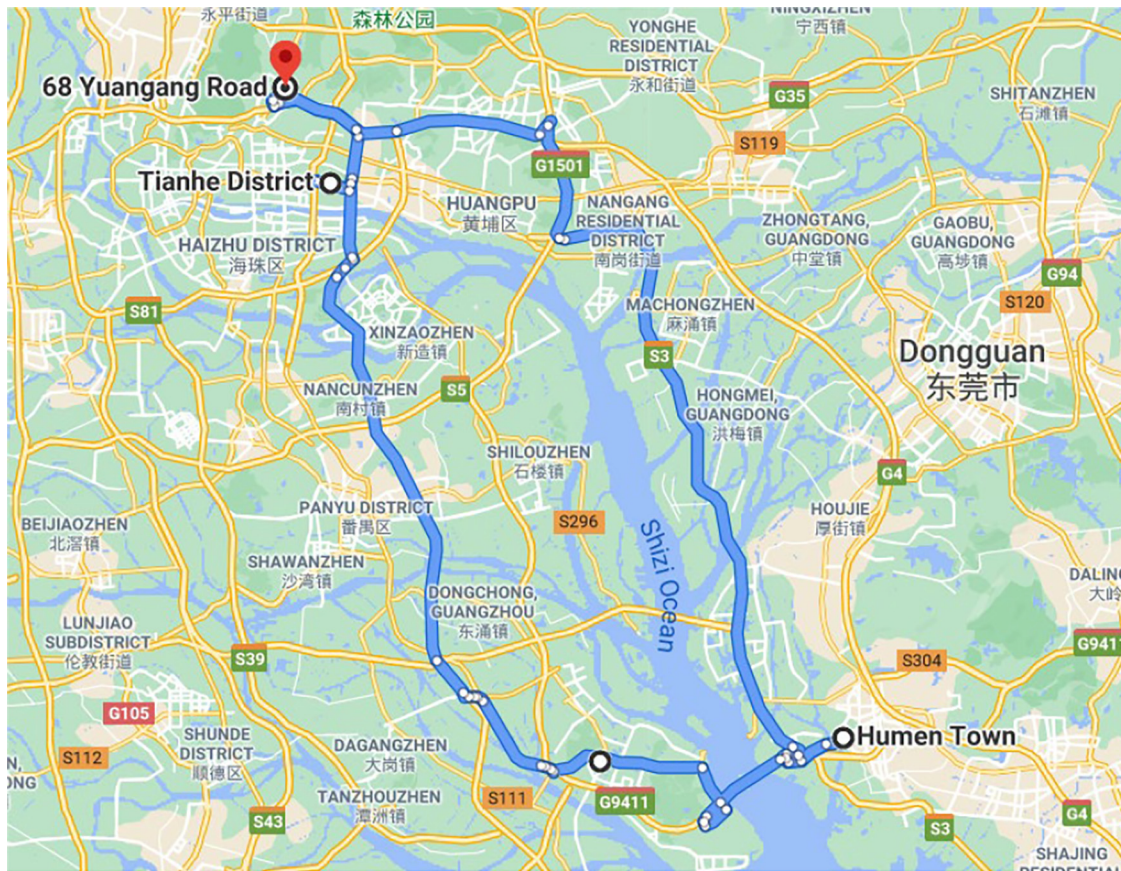 永平街道
森林公园
NINGXIZHEN
宁西镇
YONGHE
RESIDENTIAL
DISTRICT
永和街道
68 Yuangang Road
G35
SHITANZHEN
石滩镇
S119
G1501
Tianhe District
HUANGPU
黄埔区
NANGANG
RESIDENTIAL
DISTRICT
南岗街道
ZHONGTANG,
GUANGDONG
中堂镇
GAOBU,
GUANGDONG
高埗镇
HAIZHU DISTRICT
海珠区
G94
S120
S81
MACHONGZHEN
麻涌镇
XINZAOZHEN
新造镇
S3
Dongguan
东莞市
NANCUNZHEN
南村镇
S5
HONGMEI,
GUANGDONG
洪梅镇
SHILOUZHEN
石楼镇
G4
PANYU DISTRICT
番禺区
HOUJIE
厚街镇
BEIJIAOZHEN
北滘镇
S296
Shizi Ocean
SHAWANZHEN
沙湾镇
DONGCHONG,
GUANGZHOU
东涌镇
DALING
大岭
LUNJIAO
SUBDISTRICT
伦教街道
S39
G9411
S304
G105
SHUNDE
DISTRICT
顺德区
S112
DAGANGZHEN
大岗镇
Humen Town
N,
ONG
TANZHOUZHEN
潭洲镇
S111
G9411
S43
S3
G4
SHAJING
RESIDENTIAL